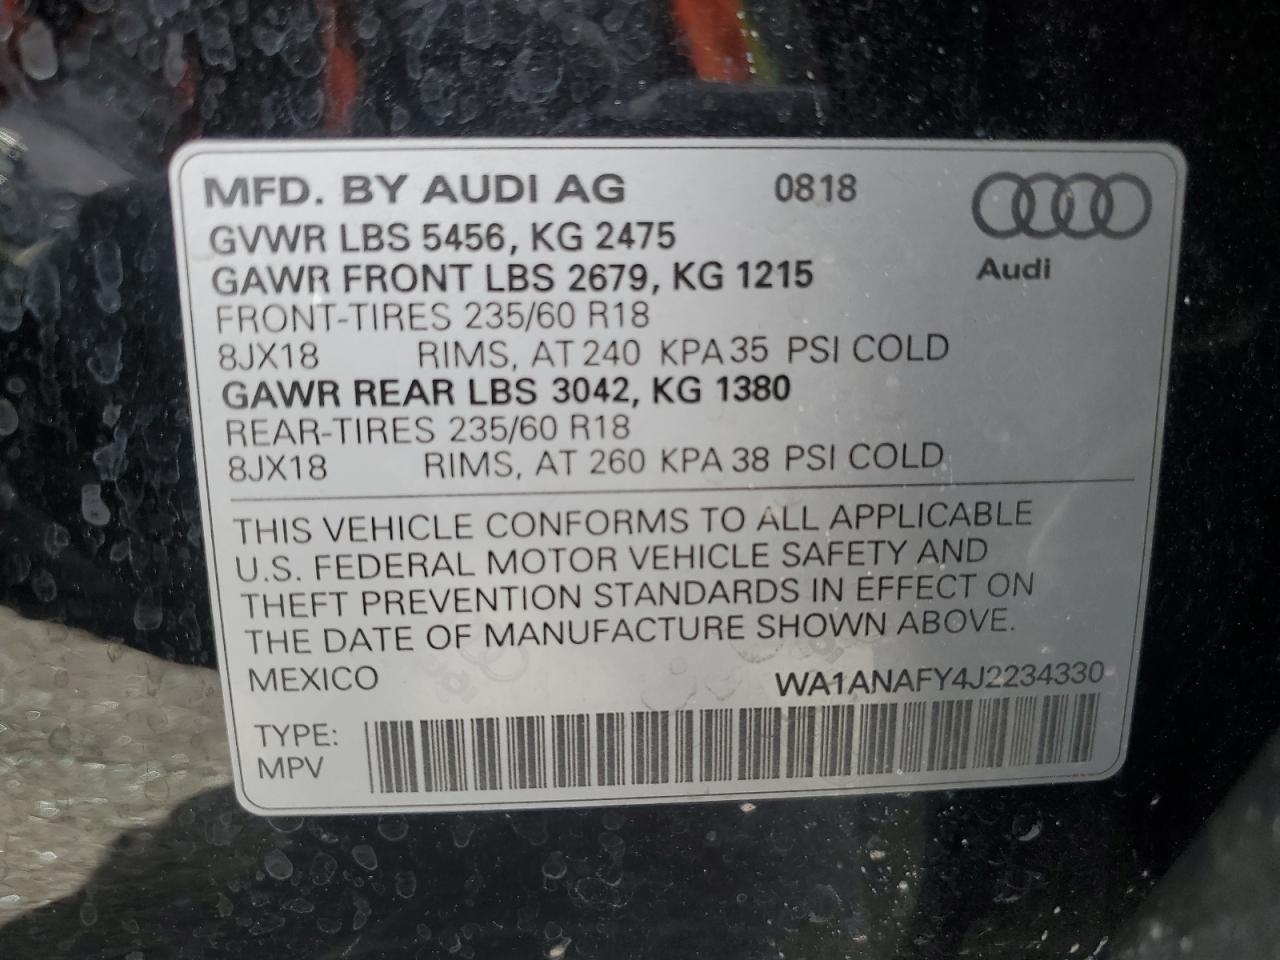 MFD. BY AUDI AG 0818
GVWR LBS 5456, KG 2475
GAWR FRONT LBS 2679, KG 1215
Audi
FRONT-TIRES 235/60 R18
8JX18 RIMS, AT 240 KPA 35 PSI COLD
GAWR REAR LBS 3042, KG 1380
REAR-TIRES 235/60 R18
8JX18 RIMS, AT 260 KPA 38 PSI COLD
THIS VEHICLE CONFORMS TO ALL APPLICABLE
U.S. FEDERAL MOTOR VEHICLE SAFETY AND
THEFT PREVENTION STANDARDS IN EFFECT ON
THE DATE OF MANUFACTURE SHOWN ABOVE.
MEXICO WA1ANAFY4J2234330
TYPE:
MPV